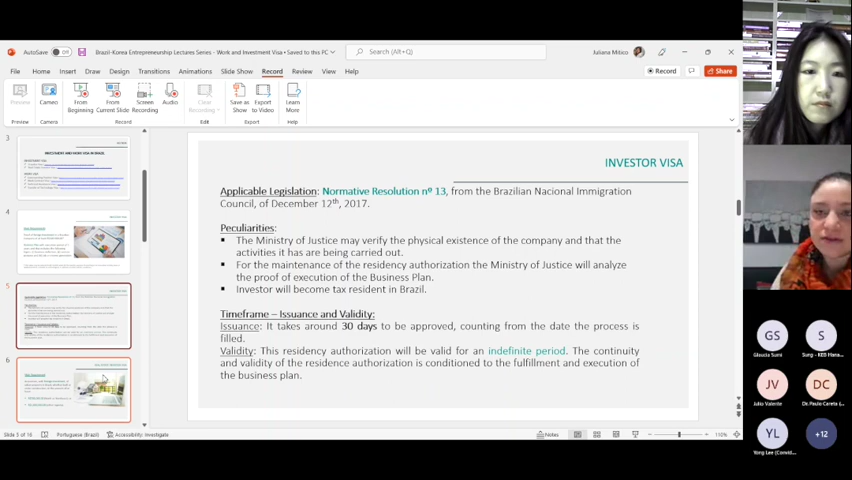 AutoSave
Off
Brazil-Korea Entrepreneurship Lectures Series - Work and Investment Visa • Saved to this PC
Search (Alt+Q)
Juliana Mitico
File Home Insert Draw Design Transitions Animations Slide Show Record Review View Help
Record
Share
Preview
Cameo
From Beginning
From Current Slide
Screen Recording
Audio
Clear Recording
Save as Show
Export to Video
Learn More
Preview Camera Record Edit Export Help
3
4
5
6
INVESTOR VISA
Applicable Legislation: Normative Resolution nº 13, from the Brazilian National Immigration
Council, of December 12th, 2017.
Peculiarities:
▪ The Ministry of Justice may verify the physical existence of the company and that the
activities it has are being carried out.
▪ For the maintenance of the residency authorization the Ministry of Justice will analyze
the proof of execution of the Business Plan.
▪ Investor will become tax resident in Brazil.
Timeframe – Issuance and Validity:
Issuance: It takes around 30 days to be approved, counting from the date the process is
filled.
Validity: This residency authorization will be valid for an indefinite period. The continuity
and validity of the residence authorization is conditioned to the fulfillment and execution of
the business plan.
Slide 5 of 16
Portuguese (Brazil)
Accessibility: Investigate
Notes
110%
GS
S
Glaucia Sumi
Sung - KEB Hana...
JV
DC
Julia Valente
Dr. Paulo Careta (...
YL
+12
Yong Lee (Convi...